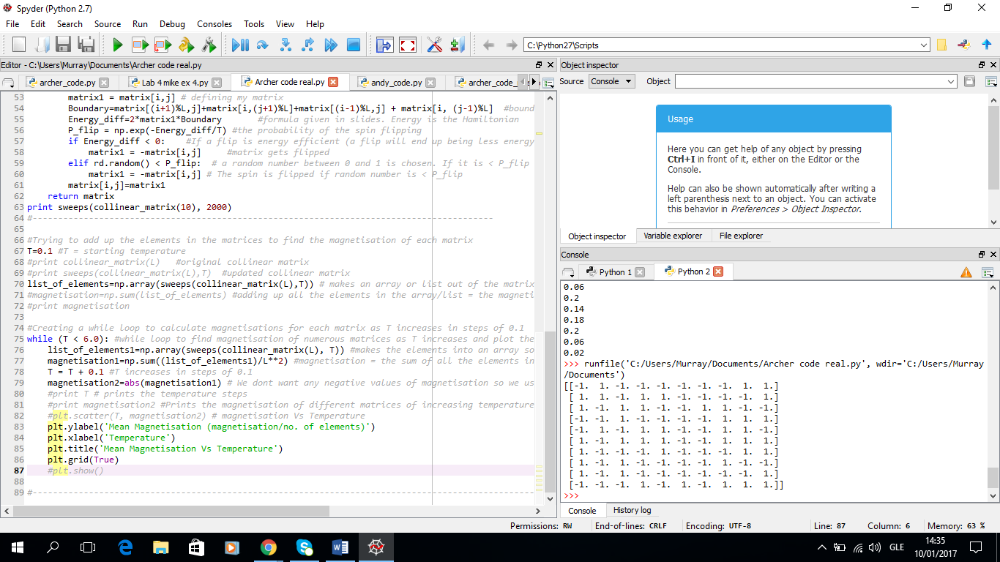 Spyder (Python 2.7)
File Edit Search Source Run Debug Consoles Tools View Help
C:\Python27\Scripts
Editor - C:\Users\Murray\Documents\Archer code real.py
archer_code.py Lab 4 mike ex 4.py Archer code real.py andy_code.py archer_code_
53 matrix1 = matrix[i,j] # defining my matrix
54 Boundary=matrix[(i+1)%L,j]+matrix[i,(j+1)%L]+matrix[(i-1)%L,j] + matrix[i, (j-1)%L] #bound
55 Energy_diff=2*matrix1*Boundary #formula given in slides. Energy is the Hamiltonian
56 P_flip = np.exp(-Energy_diff/T) #the probability of the spin flipping
57 if Energy_diff < 0: #If a flip is energy efficient (a flip will end up being less energy
58 matrix1 = -matrix[i,j] #matrix gets flipped
59 elif rd.random() < P_flip: # a random number between 0 and 1 is chosen. If it is < P_flip
60 matrix1 = -matrix[i,j] # The spin is flipped if random number is < P_flip
61 matrix[i,j]=matrix1
62 return matrix
63 print sweeps(collinear_matrix(10), 2000)
64 #-------------------------------------------------------------------------------------------
65
66 #Trying to add up the elements in the matrices to find the magnetisation of each matrix
67 T=0.1 #T = starting temperature
68 #print collinear_matrix(L) #original collinear matrix
69 #print sweeps(collinear_matrix(L),T) #updated collinear matrix
70 list_of_elements=np.array(sweeps(collinear_matrix(L),T)) # makes an array or list out of the matrix
71 #magnetisation=np.sum(list_of_elements) #adding up all the elements in the array/list = the magneti
72 #print magnetisation
73
74 #Creating a while loop to calculate magnetisations for each matrix as T increases in steps of 0.1
75 while (T < 6.0): #while loop to find magnetisation of numerous matrices as T increases and plot the
76 list_of_elements1=np.array(sweeps(collinear_matrix(L), T)) #makes the elements into an array so
77 magnetisation1=np.sum((list_of_elements1)/L**2) #magnetisation = the sum of all the elements in
78 T = T + 0.1 #T increases in steps of 0.1
79 magnetisation2=abs(magnetisation1) # We dont want any negative values of magnetisation so we us
80 #print T # prints the temperature steps
81 #print magnetisation2 #Prints the magnetisation of different matrices of increasing temperature
82 #plt.scatter(T, magnetisation2) # magnetisation Vs Temperature
83 plt.ylabel('Mean Magnetisation (magnetisation/no. of elements)')
84 plt.xlabel('Temperature')
85 plt.title('Mean Magnetisation Vs Temperature')
86 plt.grid(True)
87 #plt.show()
88
89 #-------------------------------------------------------------------------------------------
Object inspector
Source Console Object
Usage
Here you can get help of any object by pressing
Ctrl+I in front of it, either on the Editor or the
Console.
Help can also be shown automatically after writing a
left parenthesis next to an object. You can activate
this behavior in Preferences > Object Inspector.
Object inspector Variable explorer File explorer
Console
Python 1 Python 2
0.06
0.2
0.14
0.18
0.2
0.06
0.02
>>> runfile('C:/Users/Murray/Documents/Archer code real.py', wdir='C:/Users/Murray
/Documents')
[[-1. 1. -1. -1. -1. -1. -1. -1. 1. 1.]
[ 1. 1. -1. -1. -1. -1. -1. -1. -1. 1.]
[ 1. -1. -1. 1. -1. 1. 1. -1. 1. -1.]
[-1. -1. -1. 1. -1. -1. 1. -1. 1. 1.]
[-1. 1. -1. 1. -1. -1. 1. -1. -1. -1.]
[ 1. 1. -1. 1. -1. 1. 1. -1. -1. 1.]
[ 1. 1. -1. 1. -1. 1. 1. -1. -1. 1.]
[ 1. 1. -1. 1. -1. 1. 1. -1. 1. -1.]
[ 1. 1. -1. 1. -1. -1. 1. -1. -1. 1.]
[-1. -1. -1. 1. -1. 1. -1. 1. 1. 1.]]
>>>
Console History log
Permissions: RW End-of-lines: CRLF Encoding: UTF-8 Line: 87 Column: 6 Memory: 63 %
GLE 14:35
10/01/2017